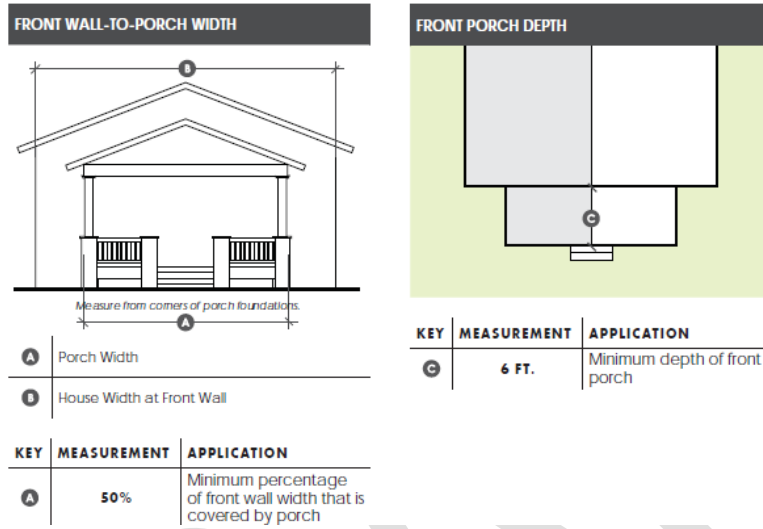 FRONT WALL-TO-PORCH WIDTH
B
Measure from corners of porch foundations.
A
A Porch Width
B House Width at Front Wall
KEY MEASUREMENT APPLICATION
A 50% Minimum percentage
of front wall width that is
covered by porch
FRONT PORCH DEPTH
C
KEY MEASUREMENT APPLICATION
C 6 FT. Minimum depth of front
porch